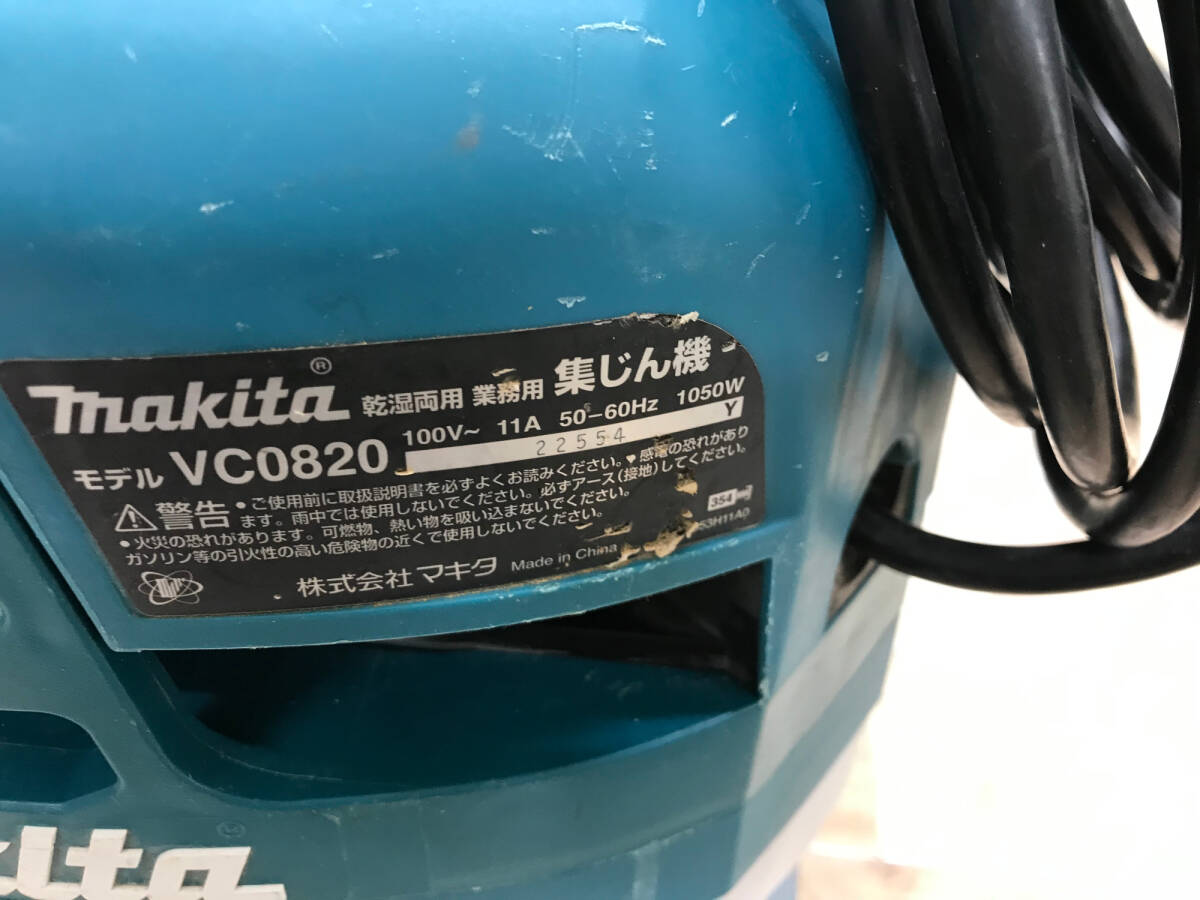 makita® 乾湿両用 業務用 集じん機
モデル VC0820 100V~ 11A 50-60Hz 1050W
22554 Y
⚠警告 • ご使用前に取扱説明書を必ずよくお読みください。• 感電の恐れがあり
ます。雨中では使用しないでください。必ずアース(接地)してください。
• 火災の恐れがあります。可燃物、熱い物を吸い込まないでください。
ガソリン等の引火性の高い危険物の近くで使用しないでください。
354
53H11A0
株式会社 マキタ Made in China
kita®